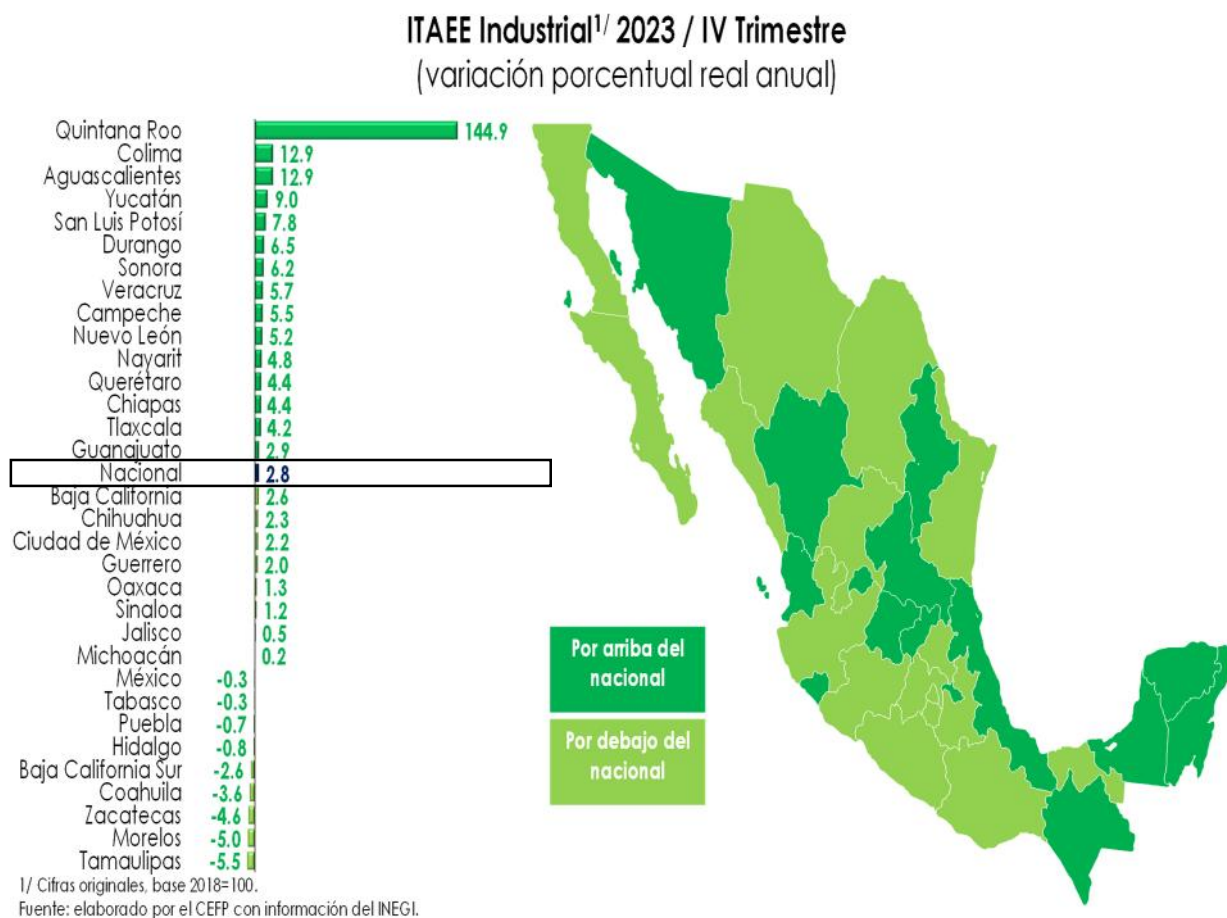 ITAEE Industrial1/ 2023 / IV Trimestre
(variación porcentual real anual)
Quintana Roo 144.9
Colima 12.9
Aguascalientes 12.9
Yucatán 9.0
San Luis Potosí 7.8
Durango 6.5
Sonora 6.2
Veracruz 5.7
Campeche 5.5
Nuevo León 5.2
Nayarit 4.8
Querétaro 4.4
Chiapas 4.4
Tlaxcala 4.2
Guanajuato 2.9
Nacional 2.8
Baja California 2.6
Chihuahua 2.3
Ciudad de México 2.2
Guerrero 2.0
Oaxaca 1.3
Sinaloa 1.2
Jalisco 0.5
Michoacán 0.2
México -0.3
Tabasco -0.3
Puebla -0.7
Hidalgo -0.8
Baja California Sur -2.6
Coahuila -3.6
Zacatecas -4.6
Morelos -5.0
Tamaulipas -5.5
Por arriba del
nacional
Por debajo del
nacional
1/ Cifras originales, base 2018=100.
Fuente: elaborado por el CEFP con información del INEGI.